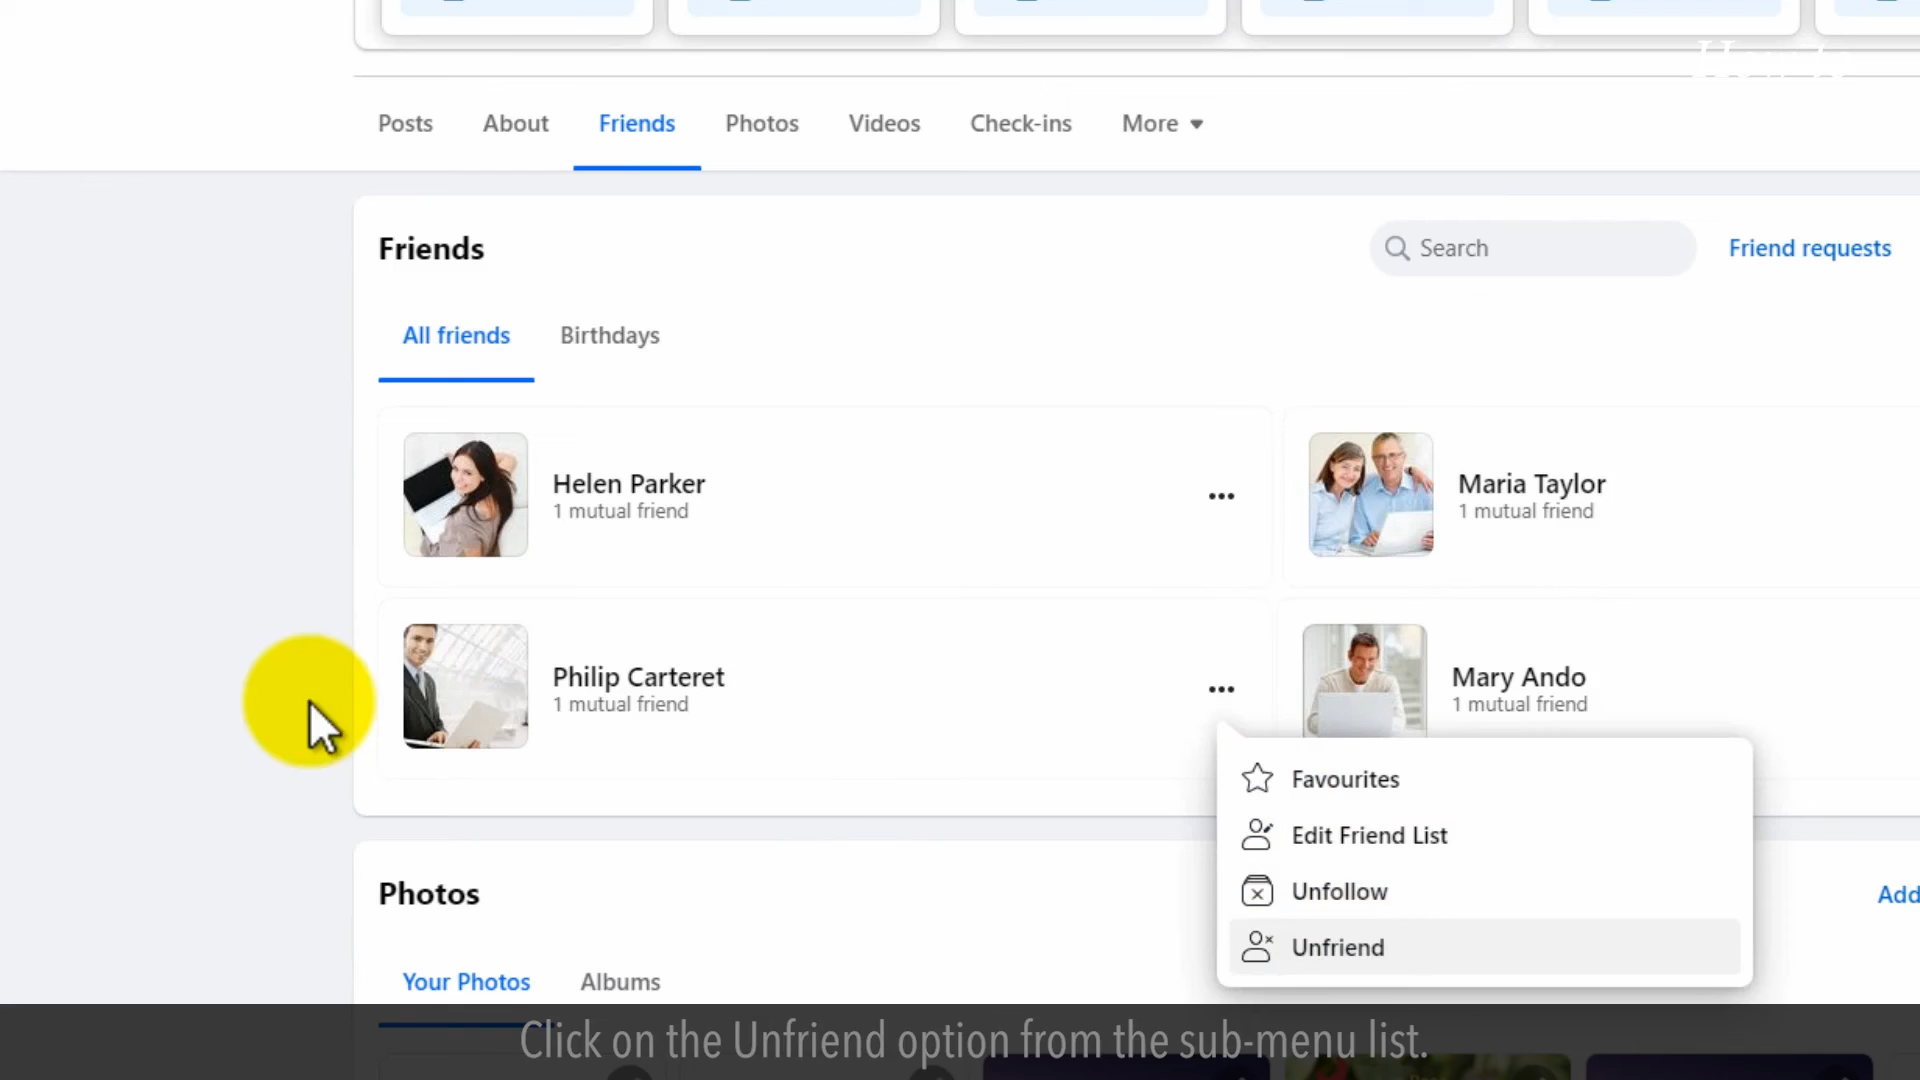 Posts About Friends Photos Videos Check-ins More
Friends
Search
Friend requests
All friends Birthdays
Helen Parker
1 mutual friend
Maria Taylor
1 mutual friend
Philip Carteret
1 mutual friend
Mary Ando
1 mutual friend
Favourites
Edit Friend List
Unfollow
Unfriend
Photos
Add
Your Photos Albums
Click on the Unfriend option from the sub-menu list.